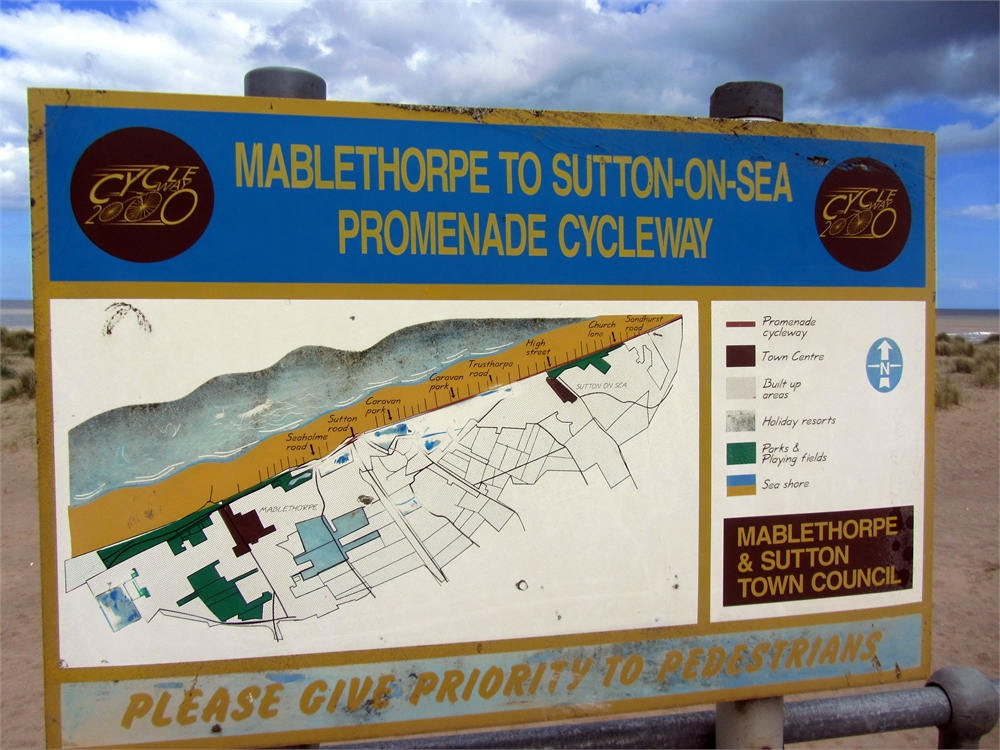 CYCLE
WAY
2000
MABLETHORPE TO SUTTON-ON-SEA
PROMENADE CYCLEWAY
CYCLE
WAY
2000
Sandhurst
road
Church
lane
High
street
Trusthorpe
road
Caravan
park
Caravan
park
Sutton
road
Seaholme
road
SUTTON ON SEA
MABLETHORPE
Promenade
cycleway
Town Centre
Built up
areas
Holiday resorts
Parks &
Playing fields
Sea shore
N
MABLETHORPE
& SUTTON
TOWN COUNCIL
PLEASE GIVE PRIORITY TO PEDESTRIANS